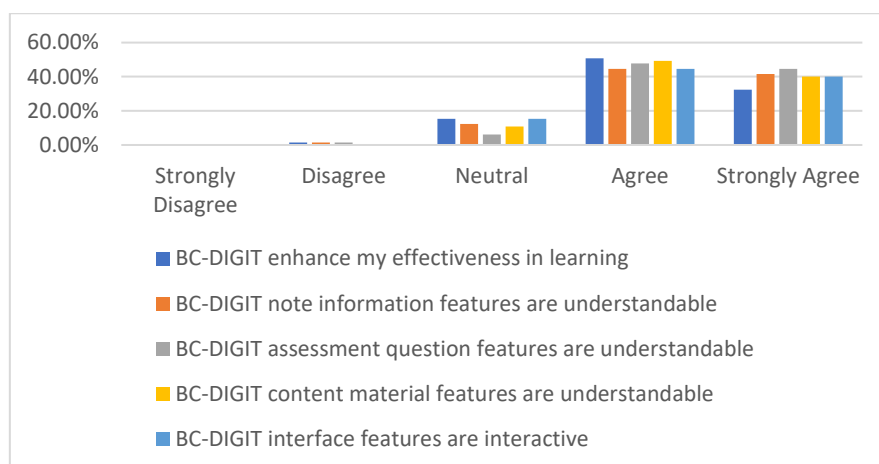 60.00%
40.00%
20.00%
0.00%
Strongly
Disagree
Disagree
Neutral
Agree
Strongly Agree
BC-DIGIT enhance my effectiveness in learning
BC-DIGIT note information features are understandable
BC-DIGIT assessment question features are understandable
BC-DIGIT content material features are understandable
BC-DIGIT interface features are interactive